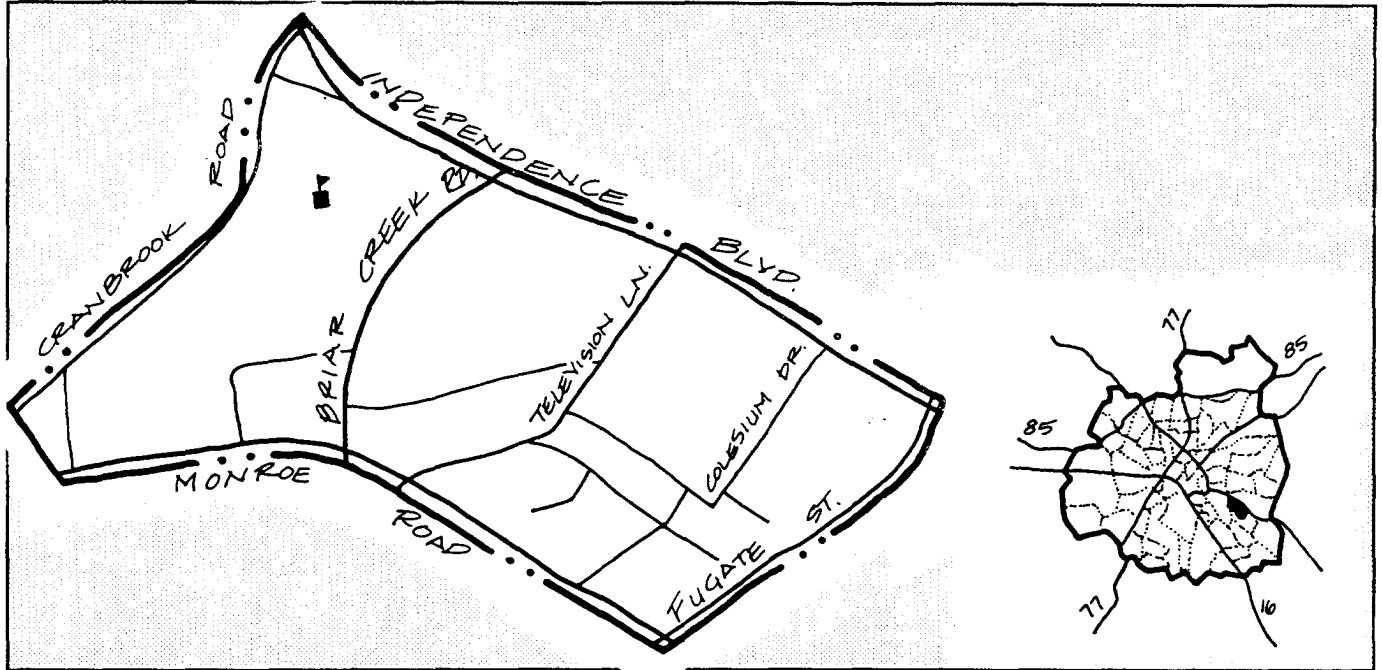 INDEPENDENCE BLVD.
CRANBROOK ROAD
BRIAR CREEK RD.
TELEVISION LN.
COLESIUM DR.
MONROE ROAD
FUGATE ST.
77
85
85
77
16